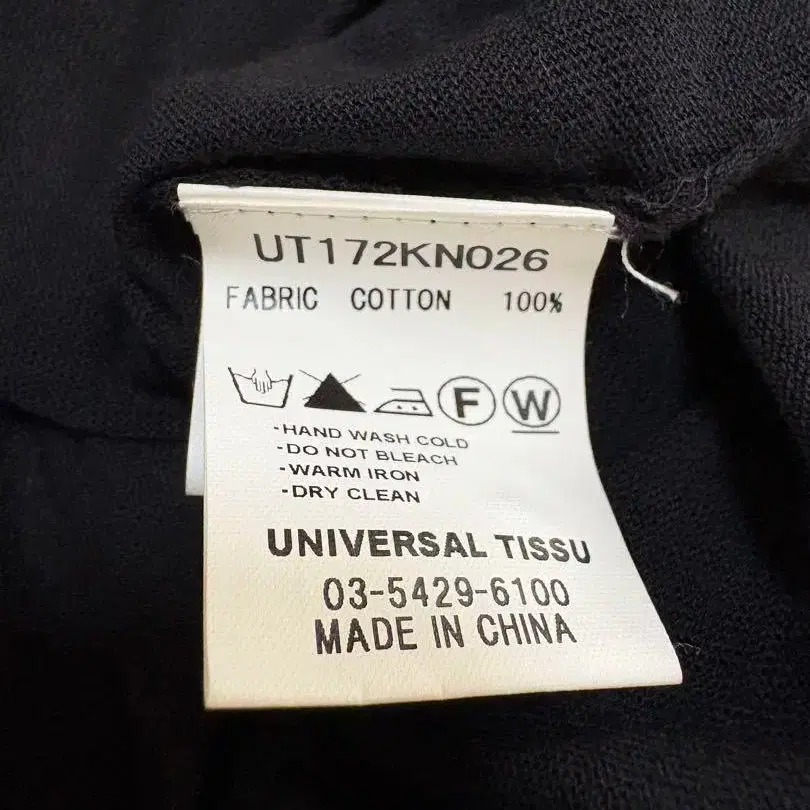 UT172KN026
FABRIC COTTON 100%
F W
·HAND WASH COLD
·DO NOT BLEACH
·WARM IRON
·DRY CLEAN
UNIVERSAL TISSU
03-5429-6100
MADE IN CHINA